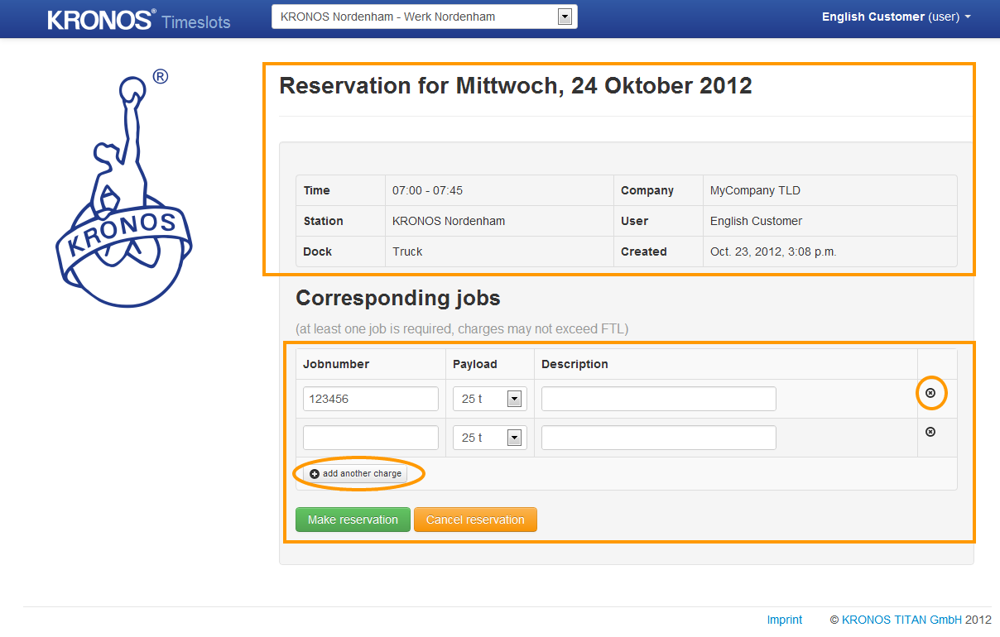 KRONOS® Timeslots
KRONOS Nordenham - Werk Nordenham
English Customer (user)
®
KRONOS
Reservation for Mittwoch, 24 Oktober 2012
Time 07:00 - 07:45 Company MyCompany TLD
Station KRONOS Nordenham User English Customer
Dock Truck Created Oct. 23, 2012, 3:08 p.m.
Corresponding jobs
(at least one job is required, charges may not exceed FTL)
Jobnumber Payload Description
123456 25 t
25 t
add another charge
Make reservation Cancel reservation
Imprint © KRONOS TITAN GmbH 2012